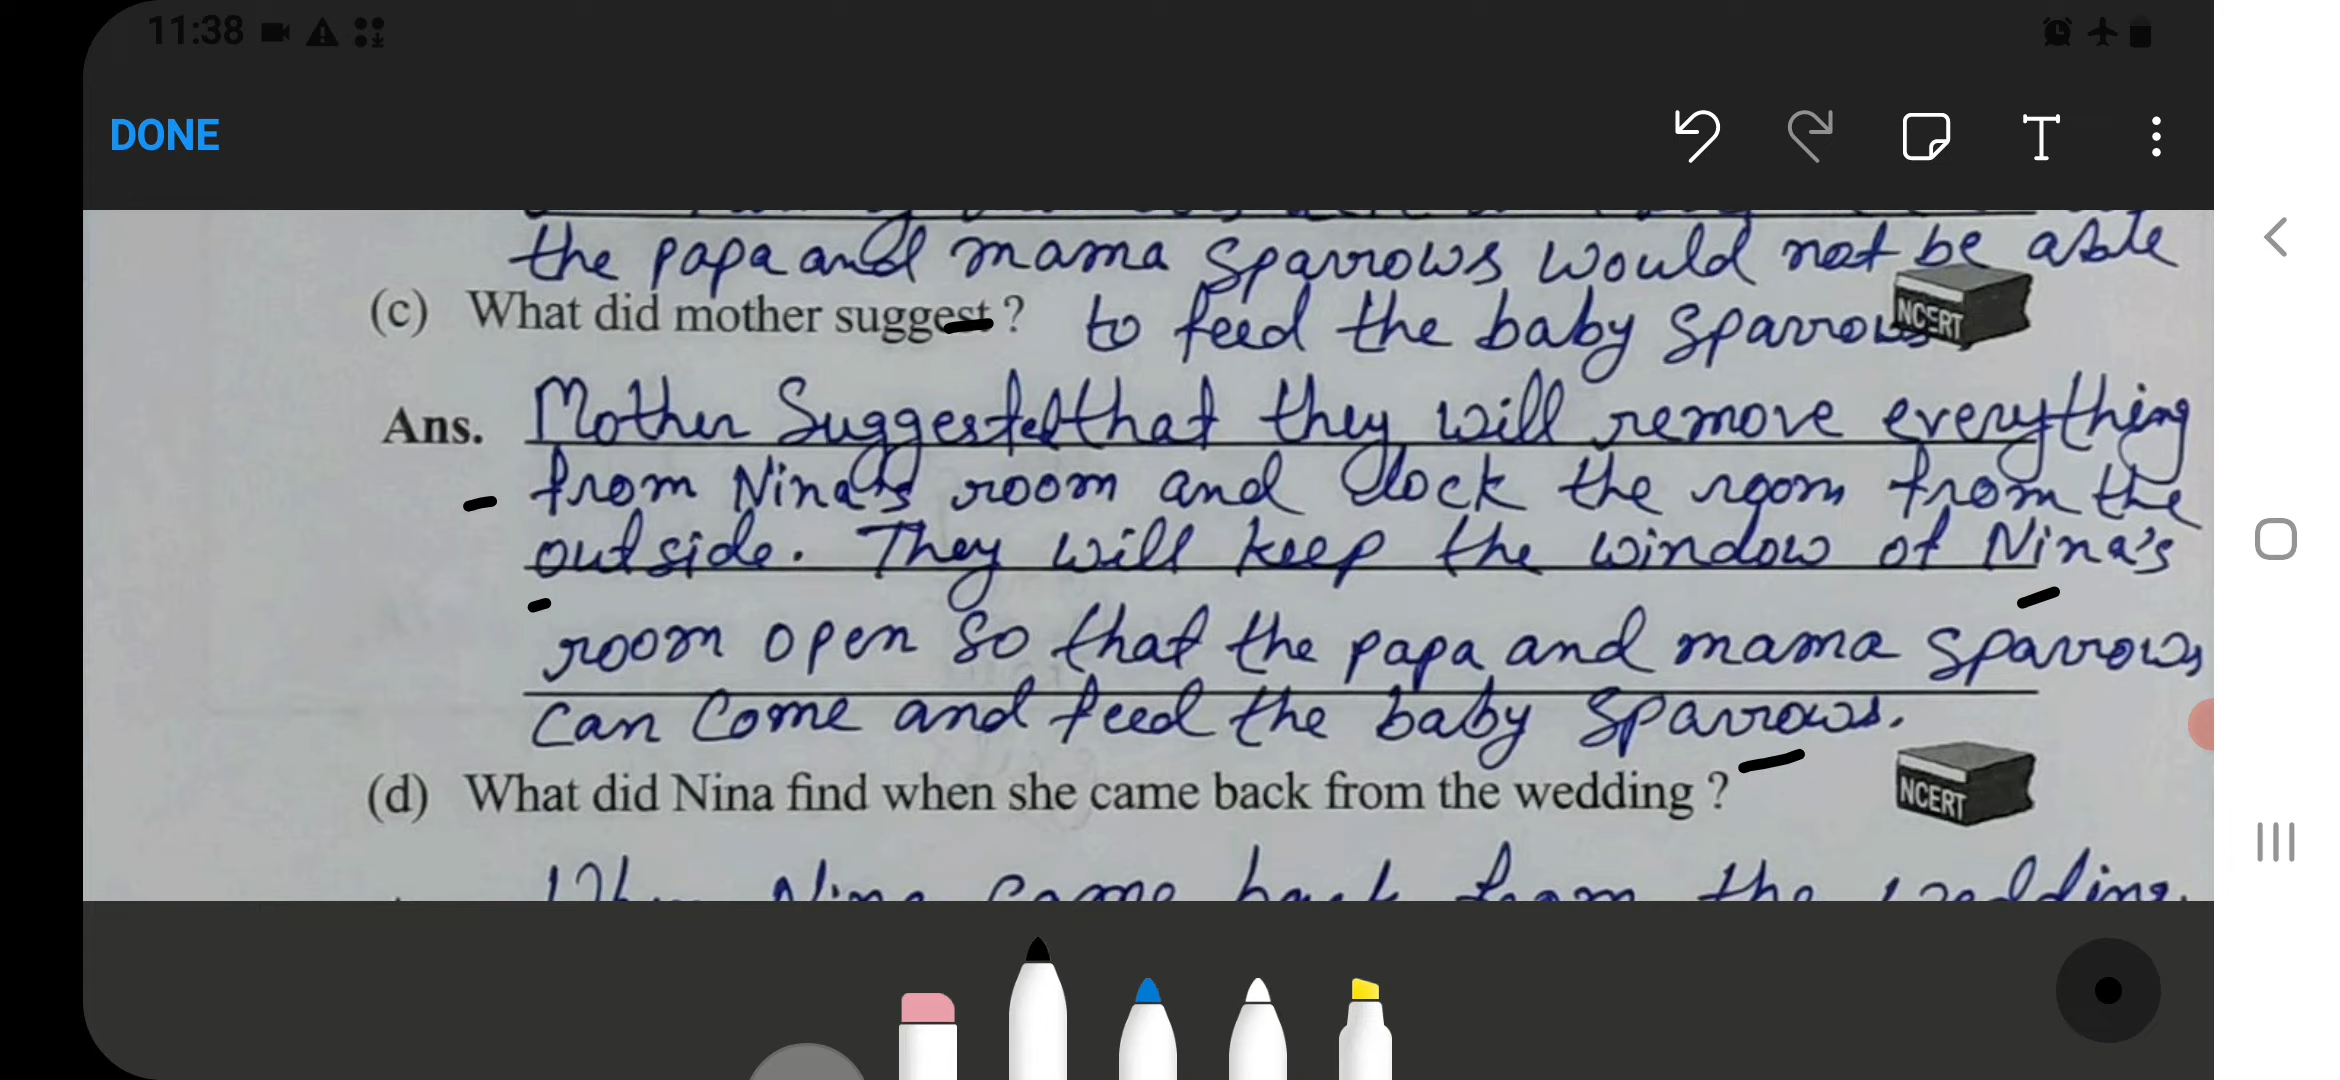 11:38
DONE
T
the papa and mama sparrows would not be able
(c) What did mother suggest ? to feed the baby sparrows.
NCERT
Ans. Mother Suggested that they will remove everything
from Nina's room and lock the room from the
outside. They will keep the window of Nina's
room open so that the papa and mama sparrows
can come and feed the baby sparrows.
(d) What did Nina find when she came back from the wedding ?
NCERT
When Nina came back from the wedding,